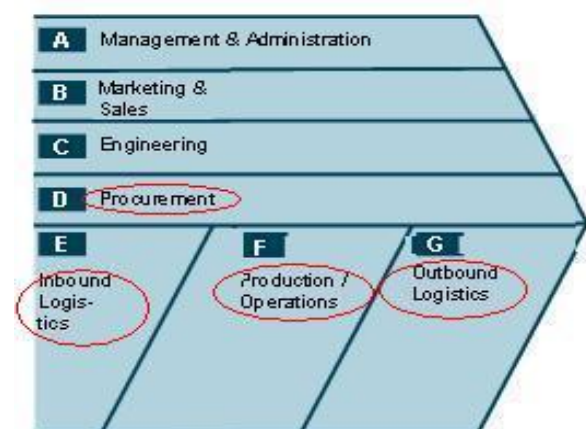 A Management & Administration
B Marketing &
Sales
C Engineering
D Procurement
E
Inbound
Logis-
tics
F
Production /
Operations
G
Outbound
Logistics